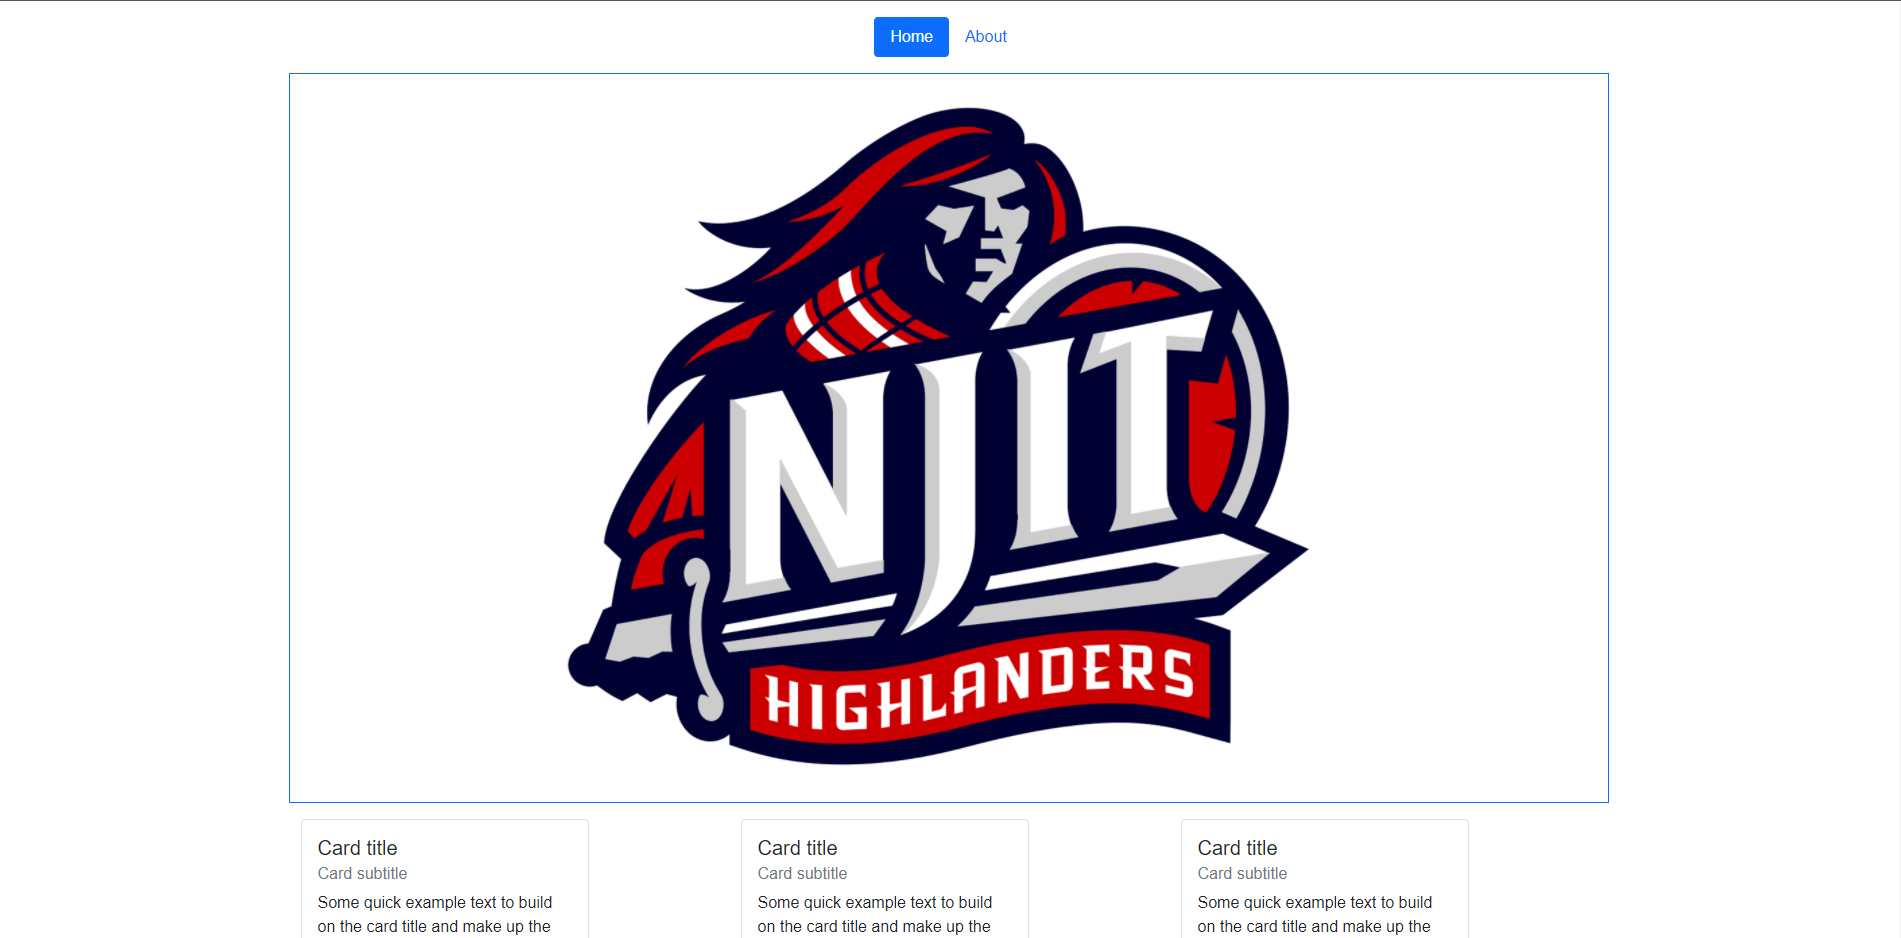 Home About
NJIT
HIGHLANDERS
Card title
Card subtitle
Some quick example text to build
on the card title and make up the
Card title
Card subtitle
Some quick example text to build
on the card title and make up the
Card title
Card subtitle
Some quick example text to build
on the card title and make up the